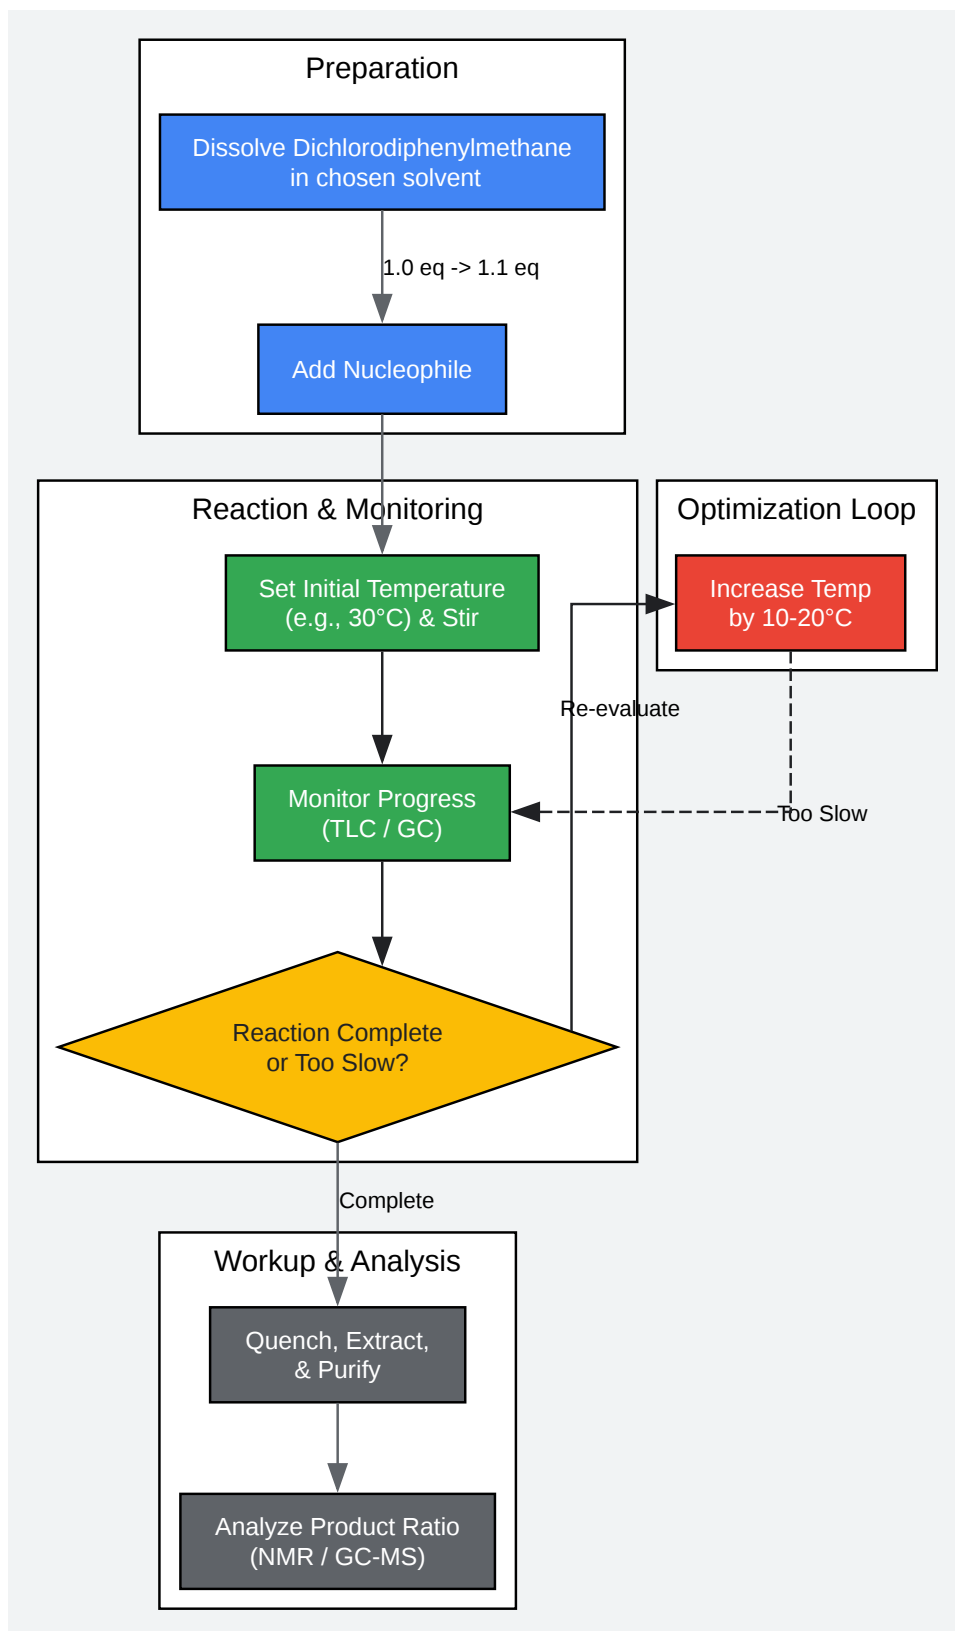 Preparation
Dissolve Dichlorodiphenylmethane
in chosen solvent
1.0 eq -> 1.1 eq
Add Nucleophile
Reaction & Monitoring
Set Initial Temperature
(e.g., 30°C) & Stir
Optimization Loop
Increase Temp
by 10-20°C
Re-evaluate
Monitor Progress
(TLC / GC)
Too Slow
Reaction Complete
or Too Slow?
Complete
Workup & Analysis
Quench, Extract,
& Purify
Analyze Product Ratio
(NMR / GC-MS)